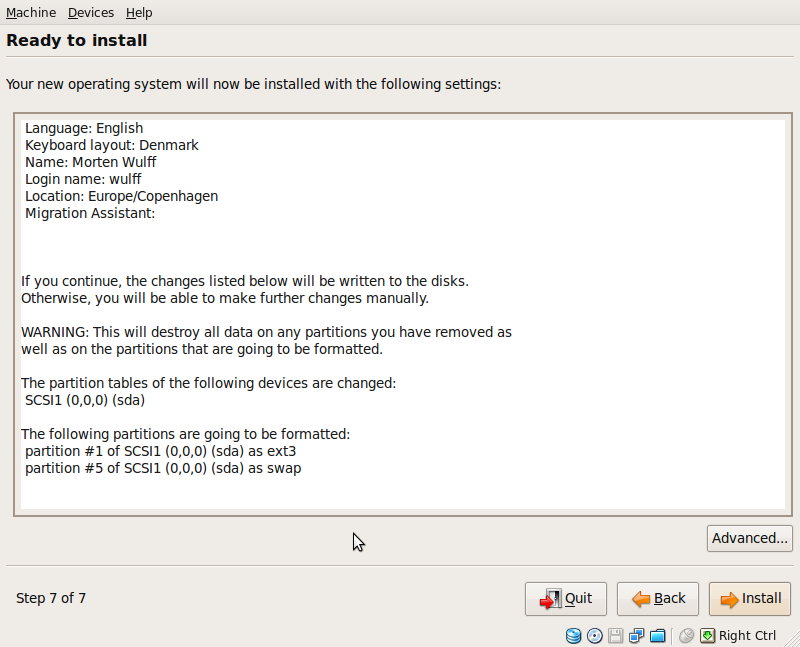 Machine Devices Help
Ready to install
Your new operating system will now be installed with the following settings:
Language: English
Keyboard layout: Denmark
Name: Morten Wulff
Login name: wulff
Location: Europe/Copenhagen
Migration Assistant:
If you continue, the changes listed below will be written to the disks.
Otherwise, you will be able to make further changes manually.
WARNING: This will destroy all data on any partitions you have removed as
well as on the partitions that are going to be formatted.
The partition tables of the following devices are changed:
SCSI1 (0,0,0) (sda)
The following partitions are going to be formatted:
partition #1 of SCSI1 (0,0,0) (sda) as ext3
partition #5 of SCSI1 (0,0,0) (sda) as swap
Advanced...
Step 7 of 7 Quit Back Install
Right Ctrl